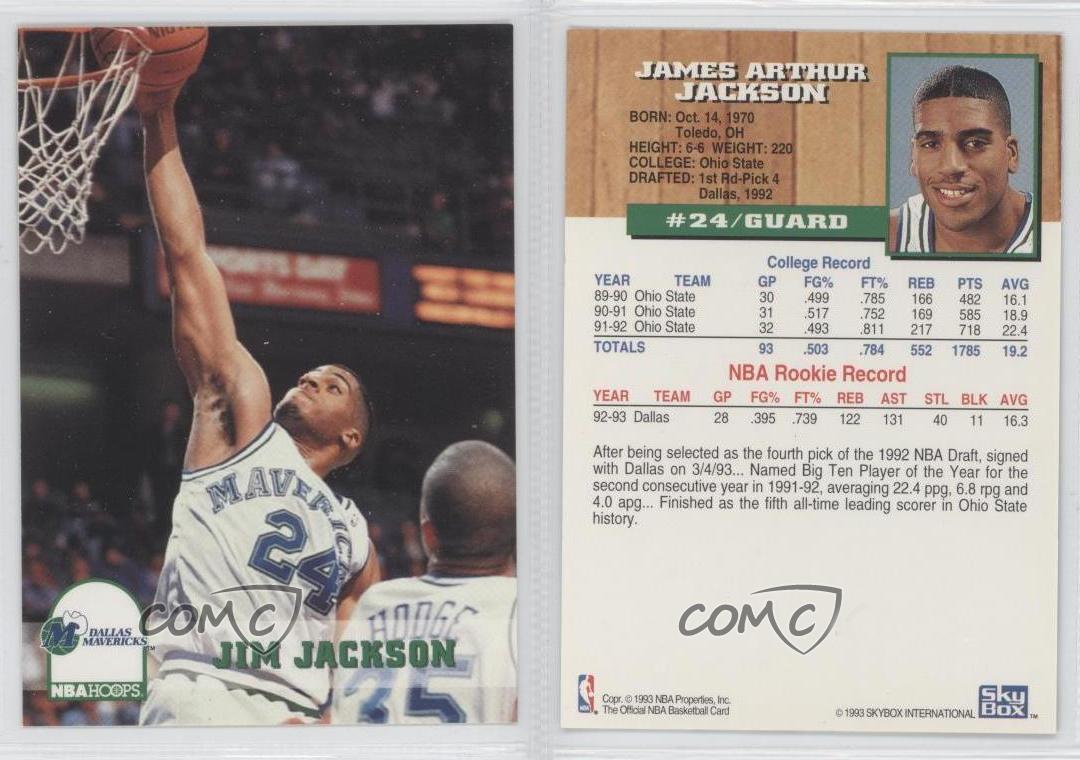 MAVERICKS
24
HODGE
35
M
DALLAS
MAVERICKS™
NBA HOOPS
JIM JACKSON
COMC
JAMES ARTHUR
JACKSON
BORN: Oct. 14, 1970
Toledo, OH
HEIGHT: 6-6 WEIGHT: 220
COLLEGE: Ohio State
DRAFTED: 1st Rd-Pick 4
Dallas, 1992
#24/GUARD
College Record
YEAR TEAM GP FG% FT% REB PTS AVG
89-90 Ohio State 30 .499 .785 166 482 16.1
90-91 Ohio State 31 .517 .752 169 585 18.9
91-92 Ohio State 32 .493 .811 217 718 22.4
TOTALS 93 .503 .784 552 1785 19.2
NBA Rookie Record
YEAR TEAM GP FG% FT% REB AST STL BLK AVG
92-93 Dallas 28 .395 .739 122 131 40 11 16.3
After being selected as the fourth pick of the 1992 NBA Draft, signed
with Dallas on 3/4/93... Named Big Ten Player of the Year for the
second consecutive year in 1991-92, averaging 22.4 ppg, 6.8 rpg and
4.0 apg... Finished as the fifth all-time leading scorer in Ohio State
history.
COMC
NBA
Copr. © 1993 NBA Properties, Inc.
The Official NBA Basketball Card
© 1993 SKYBOX INTERNATIONAL
Sky
Box™